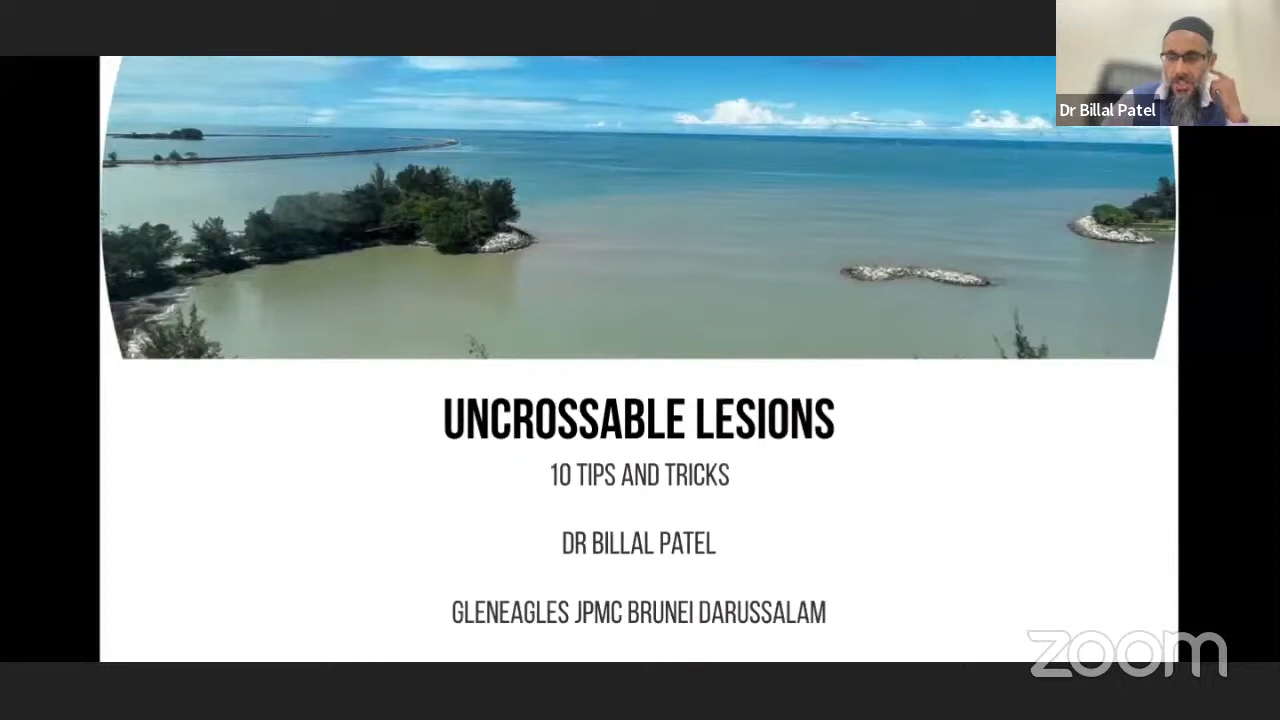 Dr Billal Patel
UNCROSSABLE LESIONS
10 TIPS AND TRICKS
DR BILLAL PATEL
GLENEAGLES JPMC BRUNEI DARUSSALAM
zoom